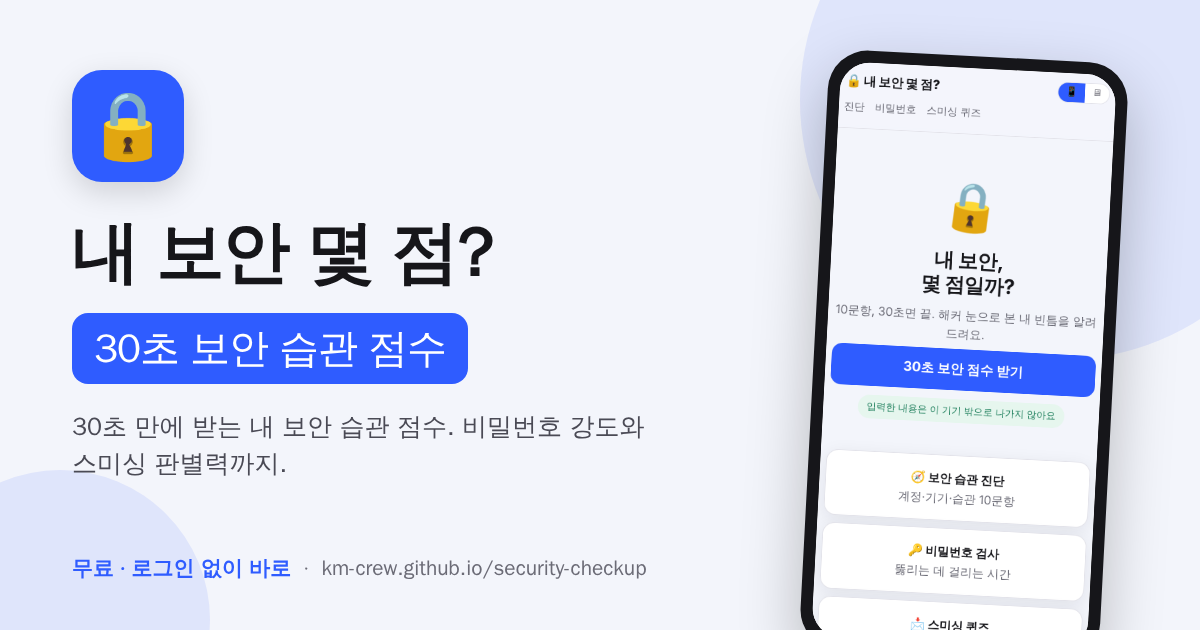 내 보안 몇 점?
30초 보안 습관 점수
30초 만에 받는 내 보안 습관 점수. 비밀번호 강도와
스미싱 판별력까지.
무료 · 로그인 없이 바로 · km-crew.github.io/security-checkup
내 보안 몇 점?
진단 비밀번호 스미싱 퀴즈
내 보안,
몇 점일까?
10문항, 30초면 끝. 해커 눈으로 본 내 빈틈을 알려
드려요.
30초 보안 점수 받기
입력한 내용은 이 기기 밖으로 나가지 않아요
보안 습관 진단
계정·기기·습관 10문항
비밀번호 검사
뚫리는 데 걸리는 시간
스미싱 퀴즈